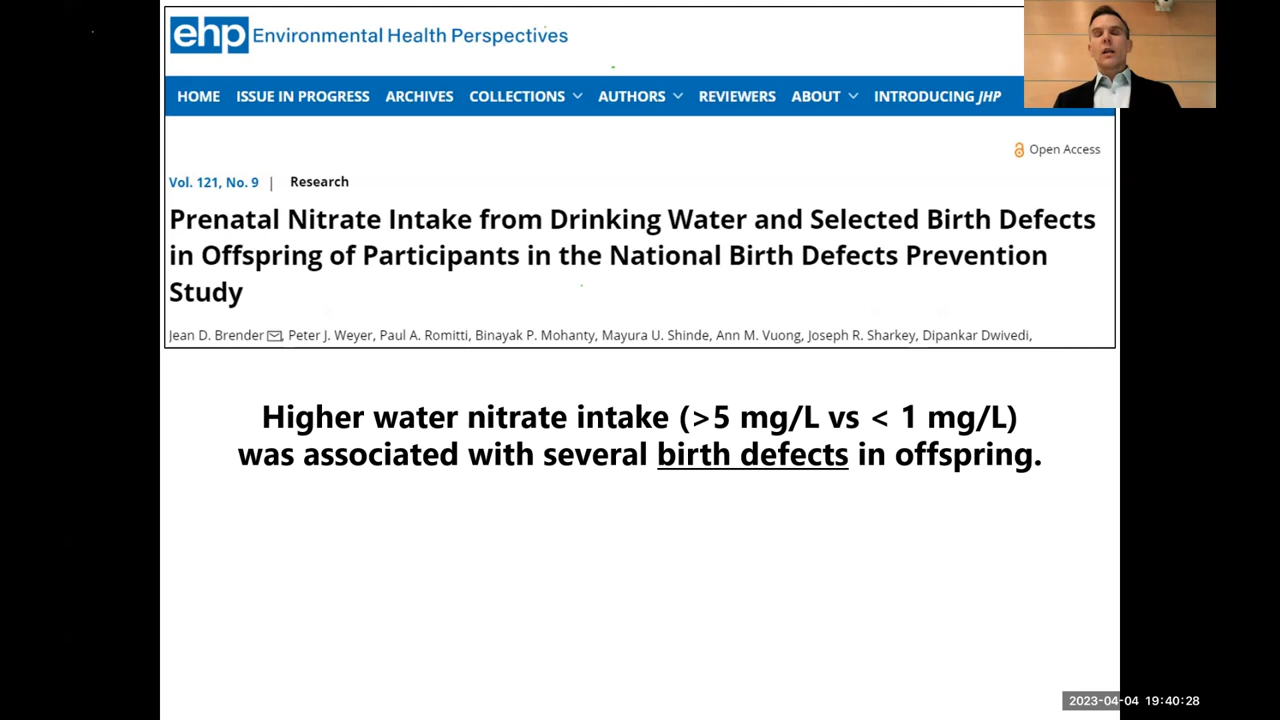 ehp Environmental Health Perspectives
HOME ISSUE IN PROGRESS ARCHIVES COLLECTIONS AUTHORS REVIEWERS ABOUT INTRODUCING JHP
Open Access
Vol. 121, No. 9 | Research
Prenatal Nitrate Intake from Drinking Water and Selected Birth Defects
in Offspring of Participants in the National Birth Defects Prevention
Study
Jean D. Brender, Peter J. Weyer, Paul A. Romitti, Binayak P. Mohanty, Mayura U. Shinde, Ann M. Vuong, Joseph R. Sharkey, Dipankar Dwivedi,
Higher water nitrate intake (>5 mg/L vs < 1 mg/L)
was associated with several birth defects in offspring.
2023-04-04 19:40:28